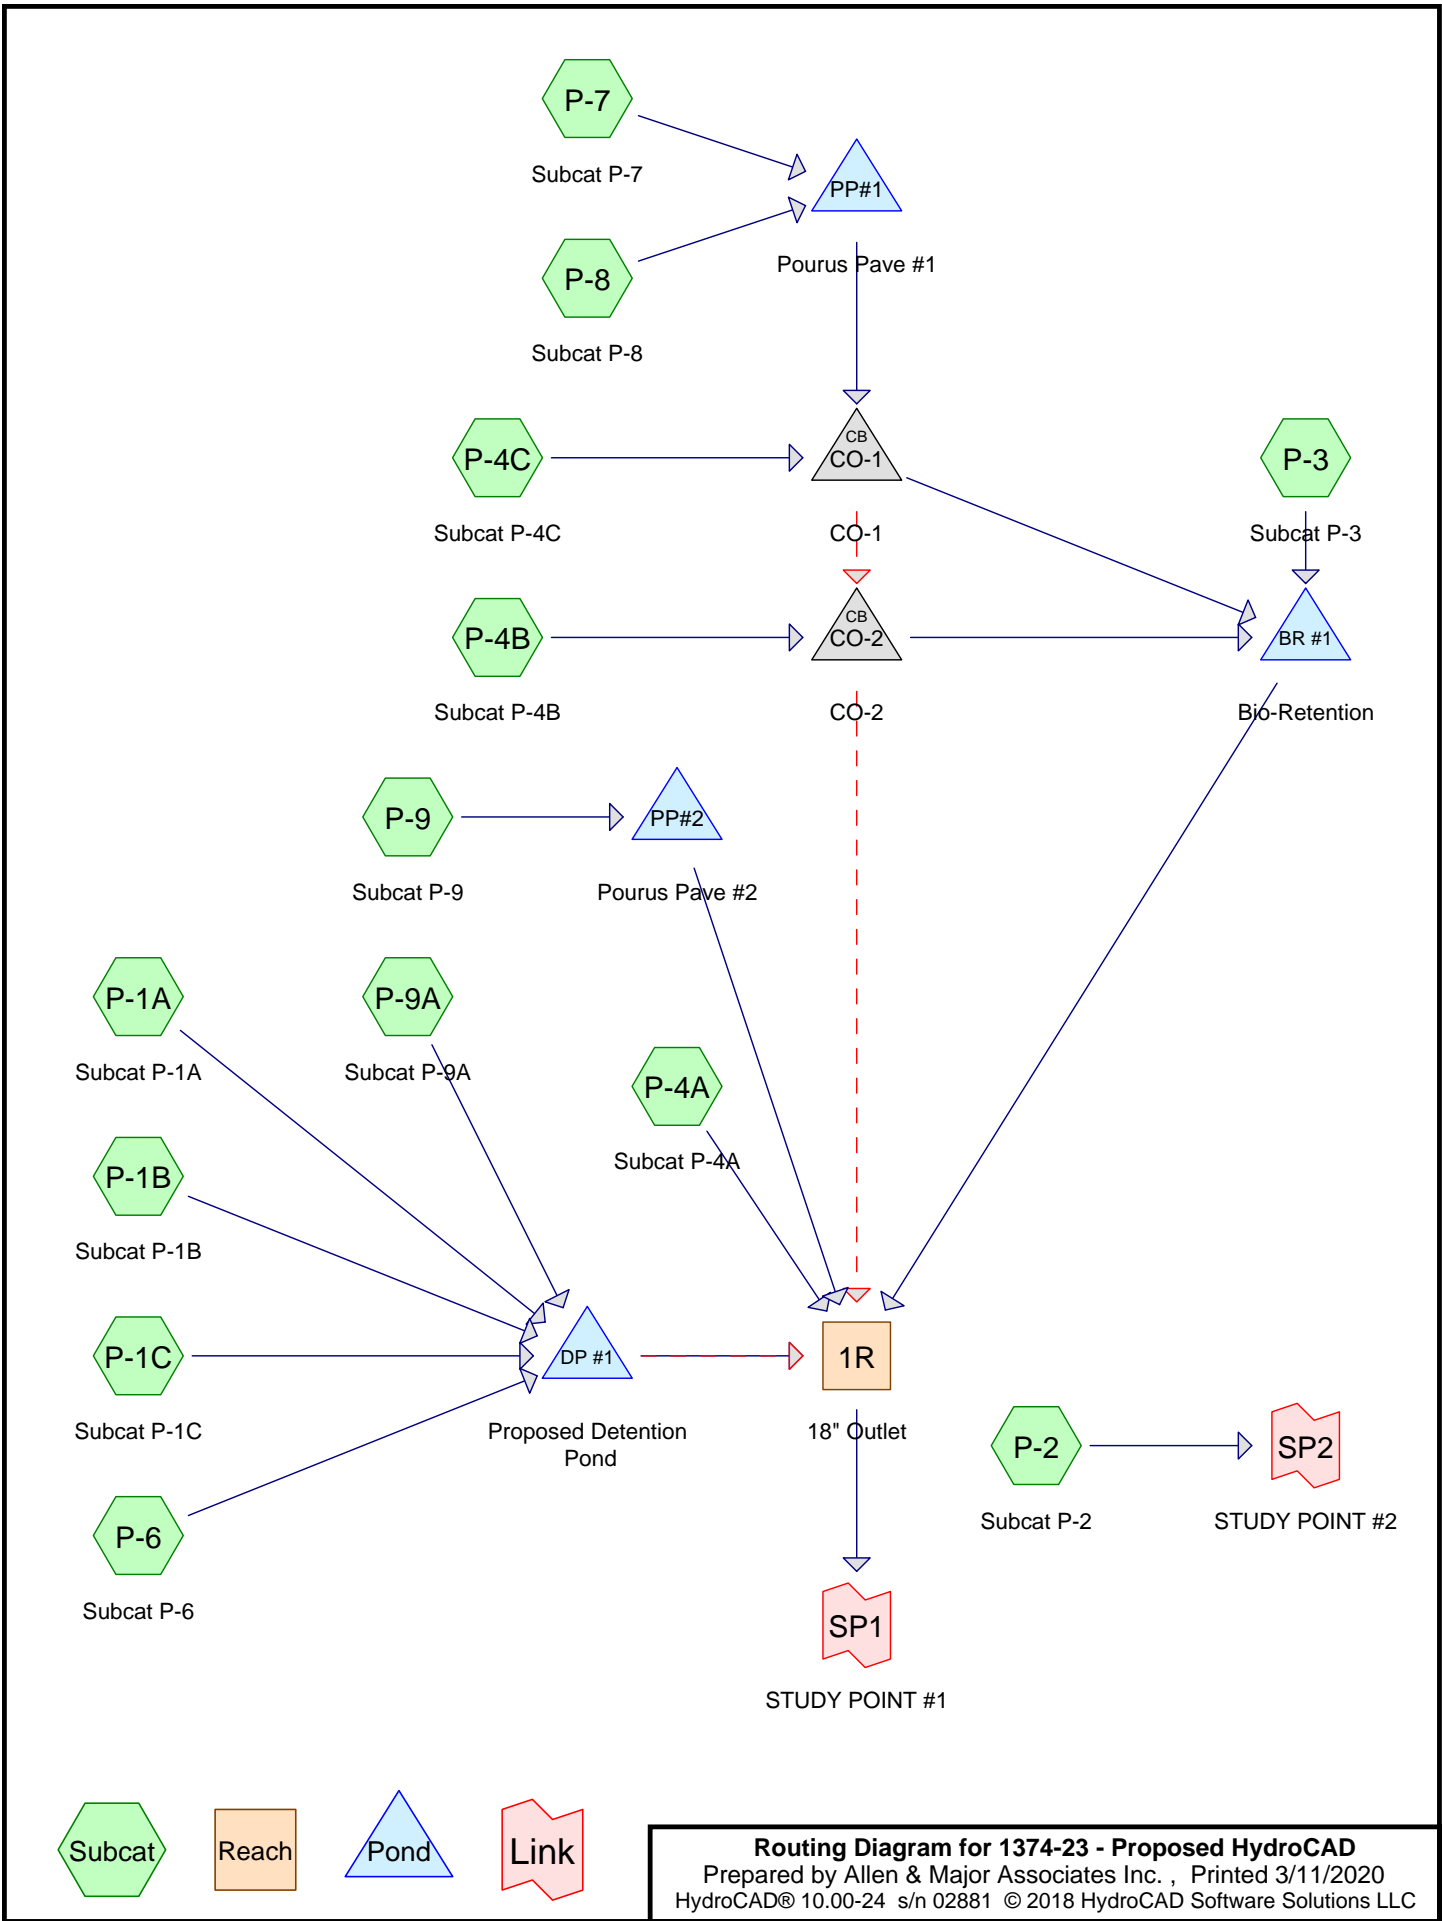 P-7
Subcat P-7
PP#1
Pourus Pave #1
P-8
Subcat P-8
P-4C
Subcat P-4C
CB
CO-1
CO-1
P-3
Subcat P-3
P-4B
Subcat P-4B
CB
CO-2
CO-2
BR #1
Bio-Retention
P-9
Subcat P-9
PP#2
Pourus Pave #2
P-1A
Subcat P-1A
P-9A
Subcat P-9A
P-4A
Subcat P-4A
P-1B
Subcat P-1B
P-1C
Subcat P-1C
DP #1
Proposed Detention
Pond
1R
18" Outlet
P-2
Subcat P-2
SP2
STUDY POINT #2
P-6
Subcat P-6
SP1
STUDY POINT #1
Subcat
Reach
Pond
Link
Routing Diagram for 1374-23 - Proposed HydroCAD
Prepared by Allen & Major Associates Inc. , Printed 3/11/2020
HydroCAD® 10.00-24 s/n 02881 © 2018 HydroCAD Software Solutions LLC